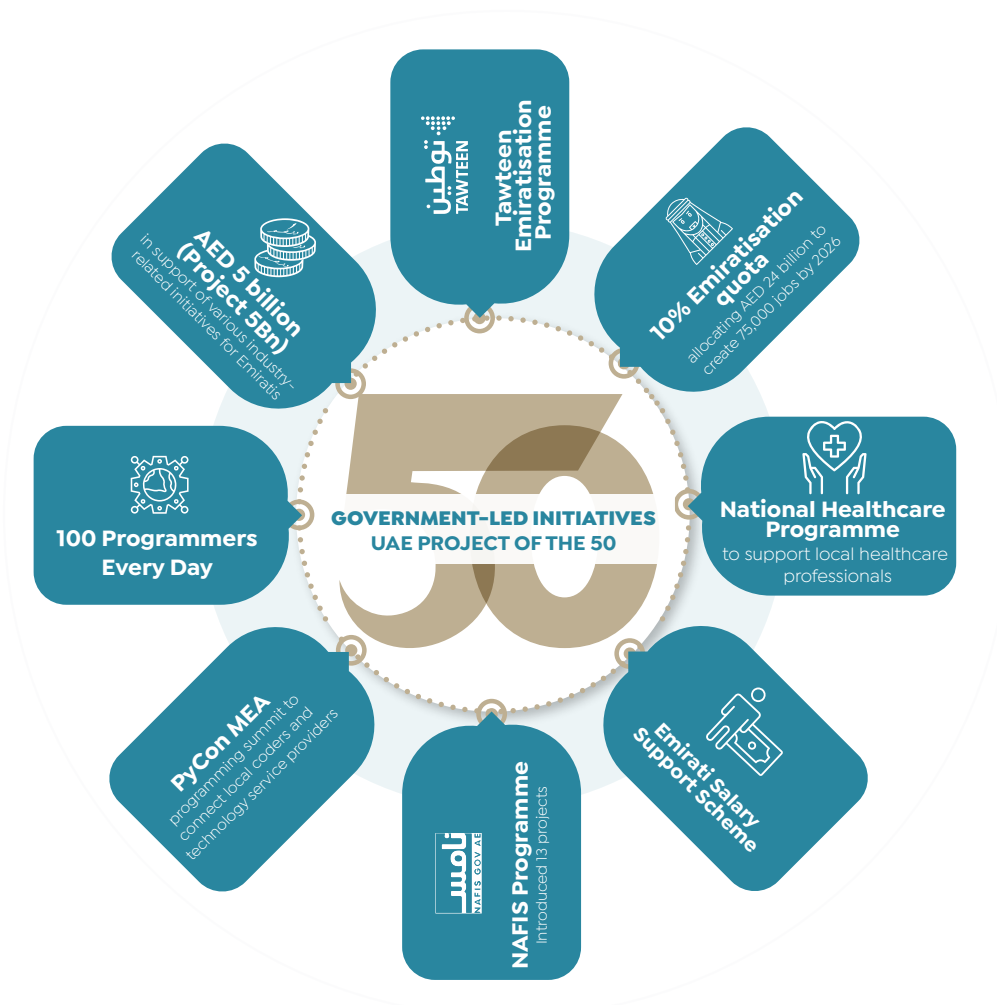 توطين
TAWTEEN
Tawteen
Emiratisation
Programme
10% Emiratisation
quota
allocating AED 24 billion to
create 75,000 jobs by 2026
National Healthcare
Programme
to support local healthcare
professionals
Emirati Salary
Support Scheme
نافس
NAFIS GOV AE
NAFIS Programme
Introduced 13 projects
PyCon MEA
programming summit to
connect local coders and
technology service providers
100 Programmers
Every Day
AED 5 billion
(Project 5Bn)
in support of various industry-
related initiatives for Emiratis
50
GOVERNMENT-LED INITIATIVES
UAE PROJECT OF THE 50